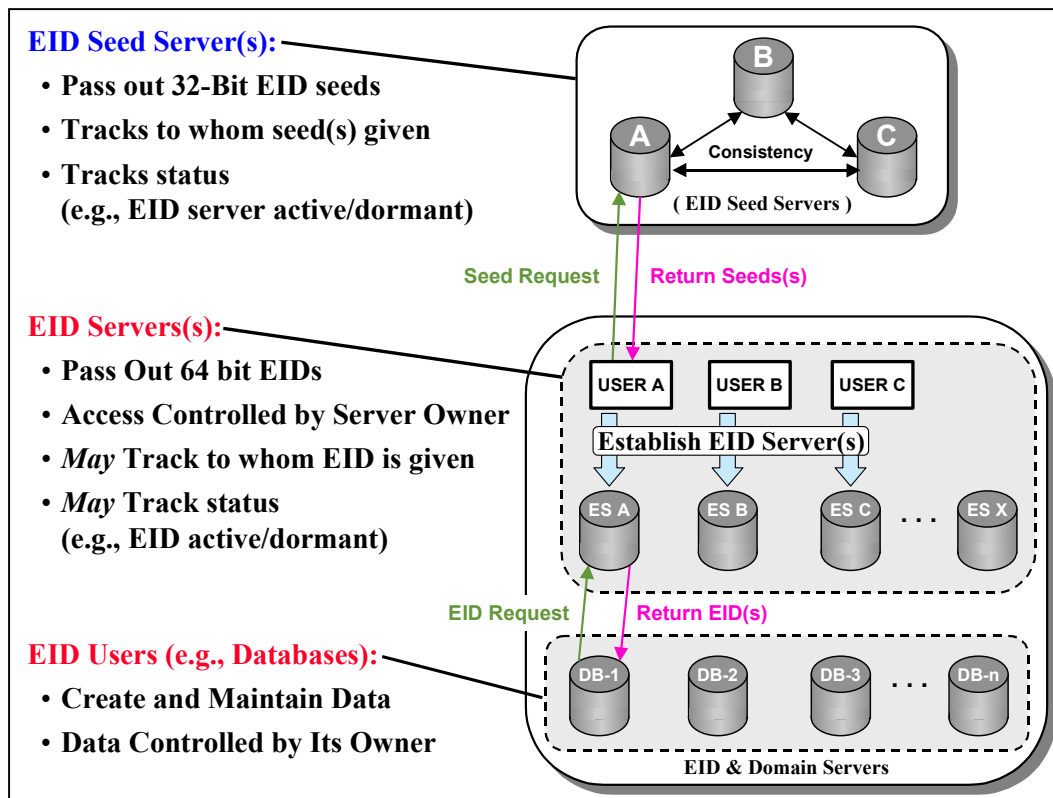 EID Seed Server(s):
• Pass out 32-Bit EID seeds
• Tracks to whom seed(s) given
• Tracks status
(e.g., EID server active/dormant)
B
A
C
Consistency
( EID Seed Servers )
Seed Request
Return Seeds(s)
EID Servers(s):
• Pass Out 64 bit EIDs
• Access Controlled by Server Owner
• May Track to whom EID is given
• May Track status
(e.g., EID active/dormant)
USER A
USER B
USER C
Establish EID Server(s)
ES A
ES B
ES C
. . .
ES X
EID Request
Return EID(s)
EID Users (e.g., Databases):
• Create and Maintain Data
• Data Controlled by Its Owner
DB-1
DB-2
DB-3
. . .
DB-n
EID & Domain Servers